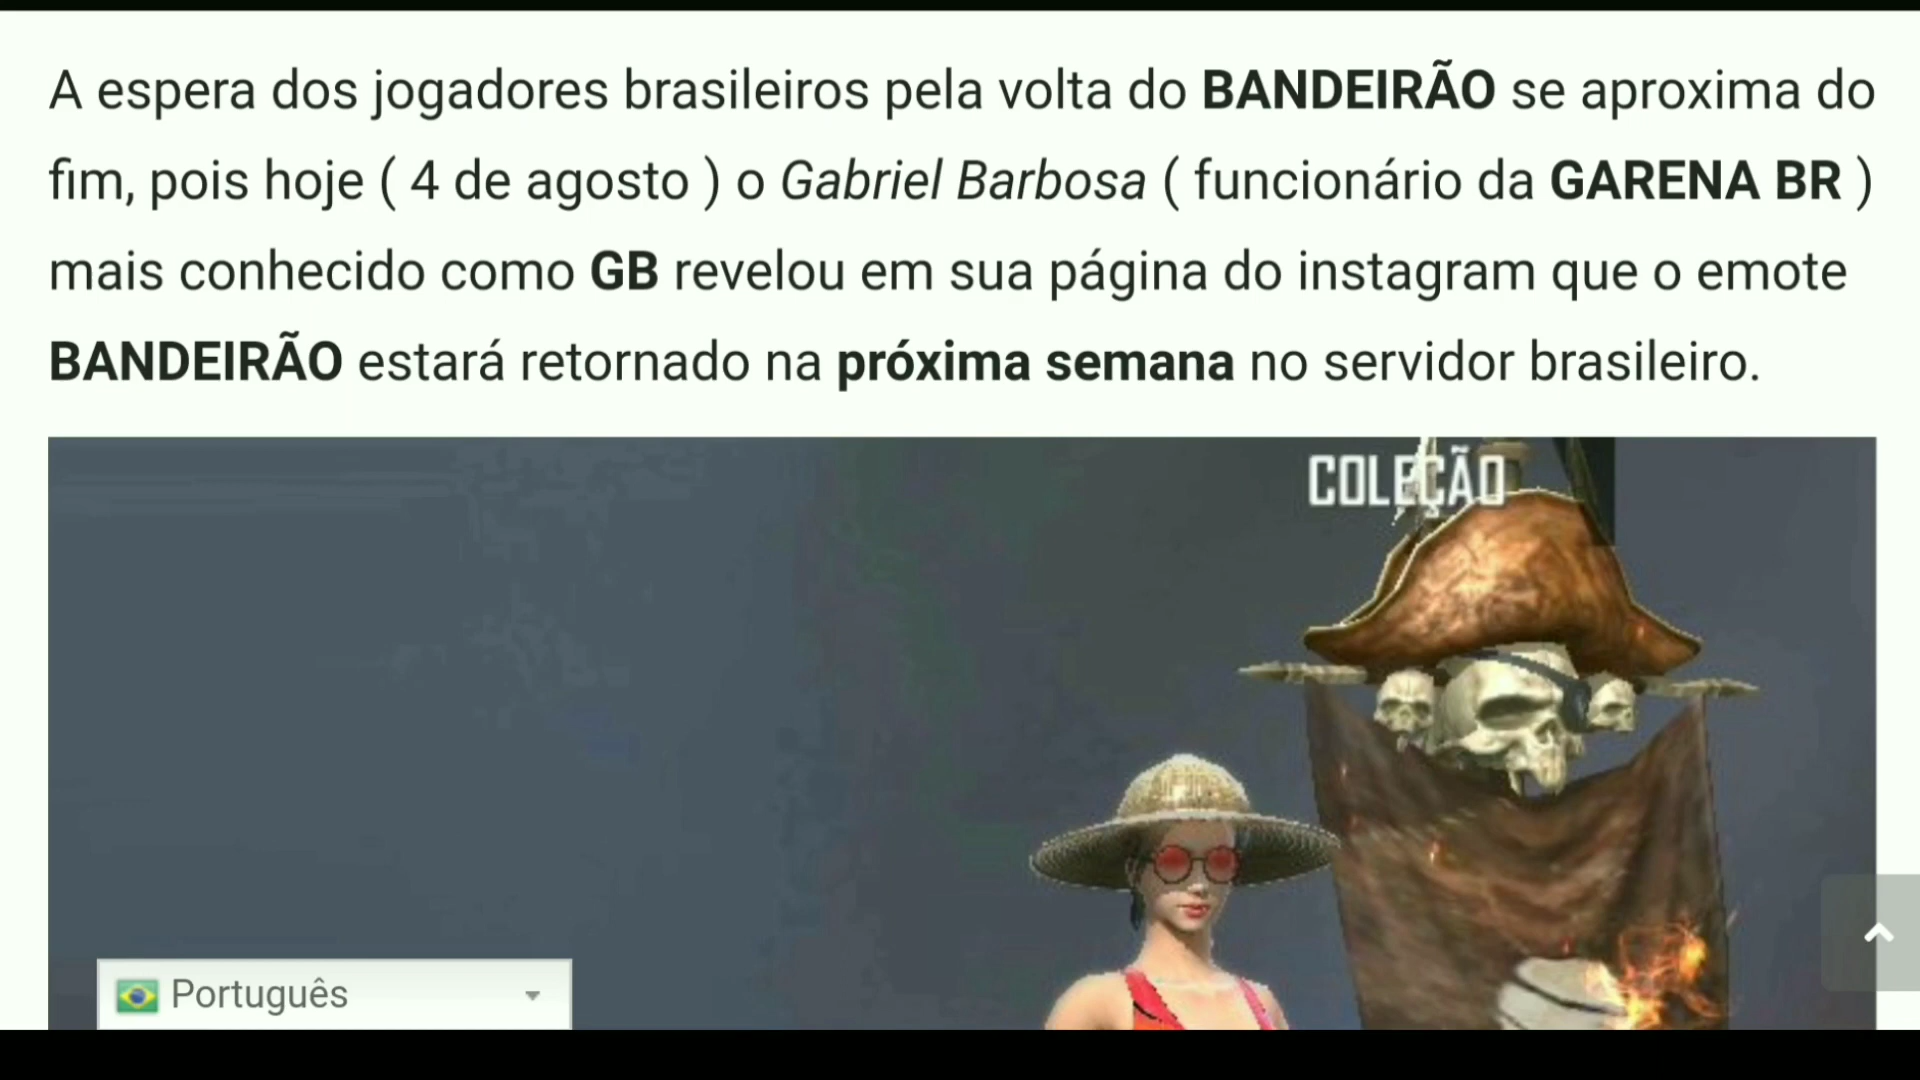 A espera dos jogadores brasileiros pela volta do BANDEIRÃO se aproxima do
fim, pois hoje ( 4 de agosto ) o Gabriel Barbosa ( funcionário da GARENA BR )
mais conhecido como GB revelou em sua página do instagram que o emote
BANDEIRÃO estará retornado na próxima semana no servidor brasileiro.
COLEÇÃO
Português